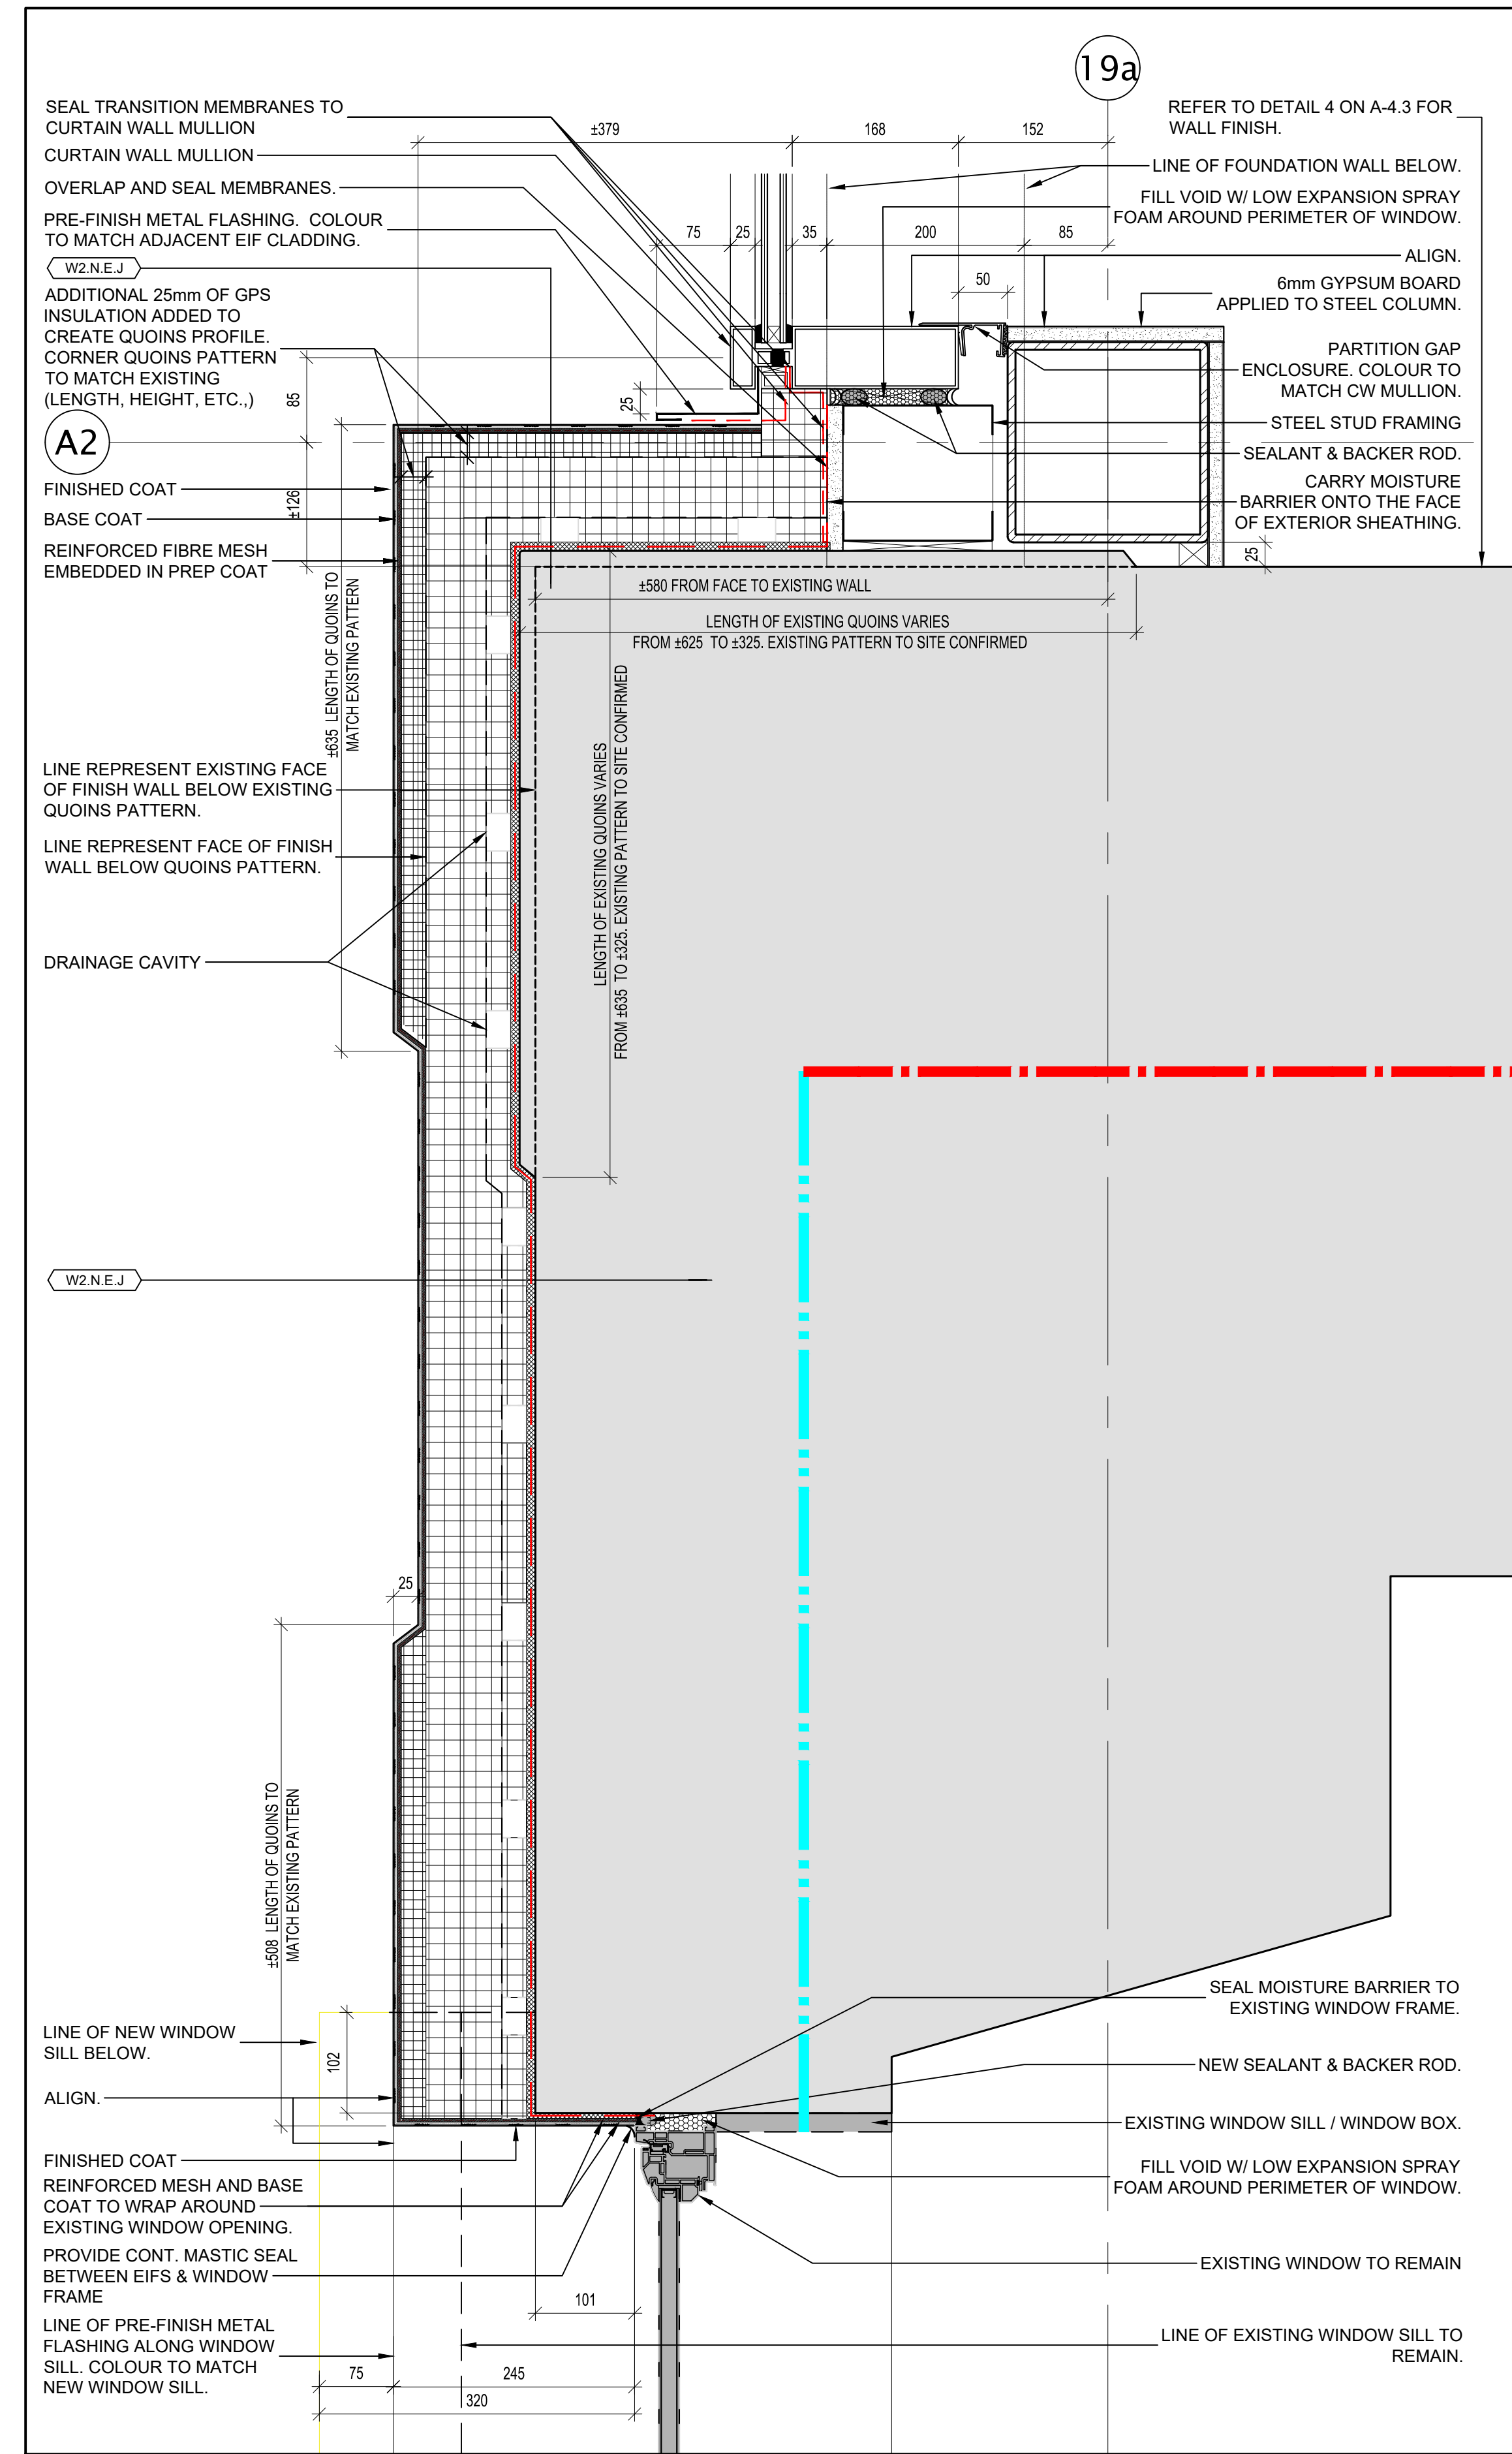 19a
SEAL TRANSITION MEMBRANES TO
CURTAIN WALL MULLION
CURTAIN WALL MULLION
OVERLAP AND SEAL MEMBRANES.
PRE-FINISH METAL FLASHING. COLOUR
TO MATCH ADJACENT EIF CLADDING.
W2.N.E.J
ADDITIONAL 25mm OF GPS
INSULATION ADDED TO
CREATE QUOINS PROFILE.
CORNER QUOINS PATTERN
TO MATCH EXISTING
(LENGTH, HEIGHT, ETC.,)
A2
FINISHED COAT
BASE COAT
REINFORCED FIBRE MESH
EMBEDDED IN PREP COAT
LINE REPRESENT EXISTING FACE
OF FINISH WALL BELOW EXISTING
QUOINS PATTERN.
LINE REPRESENT FACE OF FINISH
WALL BELOW QUOINS PATTERN.
DRAINAGE CAVITY
W2.N.E.J
LINE OF NEW WINDOW
SILL BELOW.
ALIGN.
FINISHED COAT
REINFORCED MESH AND BASE
COAT TO WRAP AROUND
EXISTING WINDOW OPENING.
PROVIDE CONT. MASTIC SEAL
BETWEEN EIFS & WINDOW
FRAME
LINE OF PRE-FINISH METAL
FLASHING ALONG WINDOW
SILL. COLOUR TO MATCH
NEW WINDOW SILL.
±379
168
152
75
25
35
200
85
50
25
85
±126
25
±580 FROM FACE TO EXISTING WALL
LENGTH OF EXISTING QUOINS VARIES
FROM ±625 TO ±325. EXISTING PATTERN TO SITE CONFIRMED
±635 LENGTH OF QUOINS TO
MATCH EXISTING PATTERN
LENGTH OF EXISTING QUOINS VARIES
FROM ±635 TO ±325. EXISTING PATTERN TO SITE CONFIRMED
25
±508 LENGTH OF QUOINS TO
MATCH EXISTING PATTERN
102
101
75
245
320
REFER TO DETAIL 4 ON A-4.3 FOR
WALL FINISH.
LINE OF FOUNDATION WALL BELOW.
FILL VOID W/ LOW EXPANSION SPRAY
FOAM AROUND PERIMETER OF WINDOW.
ALIGN.
6mm GYPSUM BOARD
APPLIED TO STEEL COLUMN.
PARTITION GAP
ENCLOSURE. COLOUR TO
MATCH CW MULLION.
STEEL STUD FRAMING
SEALANT & BACKER ROD.
CARRY MOISTURE
BARRIER ONTO THE FACE
OF EXTERIOR SHEATHING.
SEAL MOISTURE BARRIER TO
EXISTING WINDOW FRAME.
NEW SEALANT & BACKER ROD.
EXISTING WINDOW SILL / WINDOW BOX.
FILL VOID W/ LOW EXPANSION SPRAY
FOAM AROUND PERIMETER OF WINDOW.
EXISTING WINDOW TO REMAIN
LINE OF EXISTING WINDOW SILL TO
REMAIN.